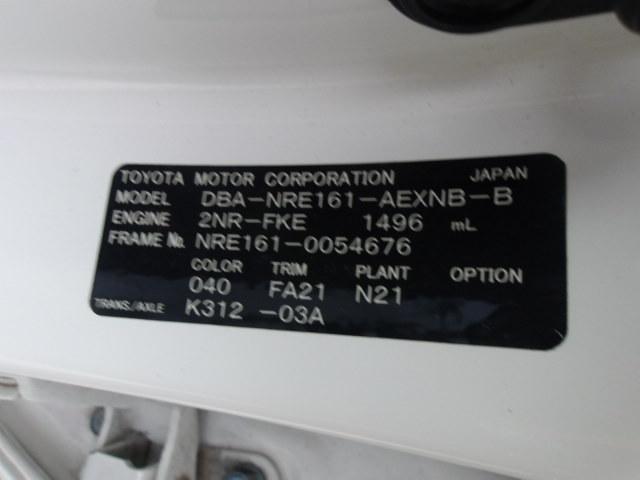 TOYOTA MOTOR CORPORATION JAPAN
MODEL DBA-NRE161-AEXNB-B
ENGINE 2NR-FKE 1496 mL
FRAME No. NRE161-0054676
COLOR TRIM PLANT OPTION
040 FA21 N21
TRANS./AXLE K312 -03A